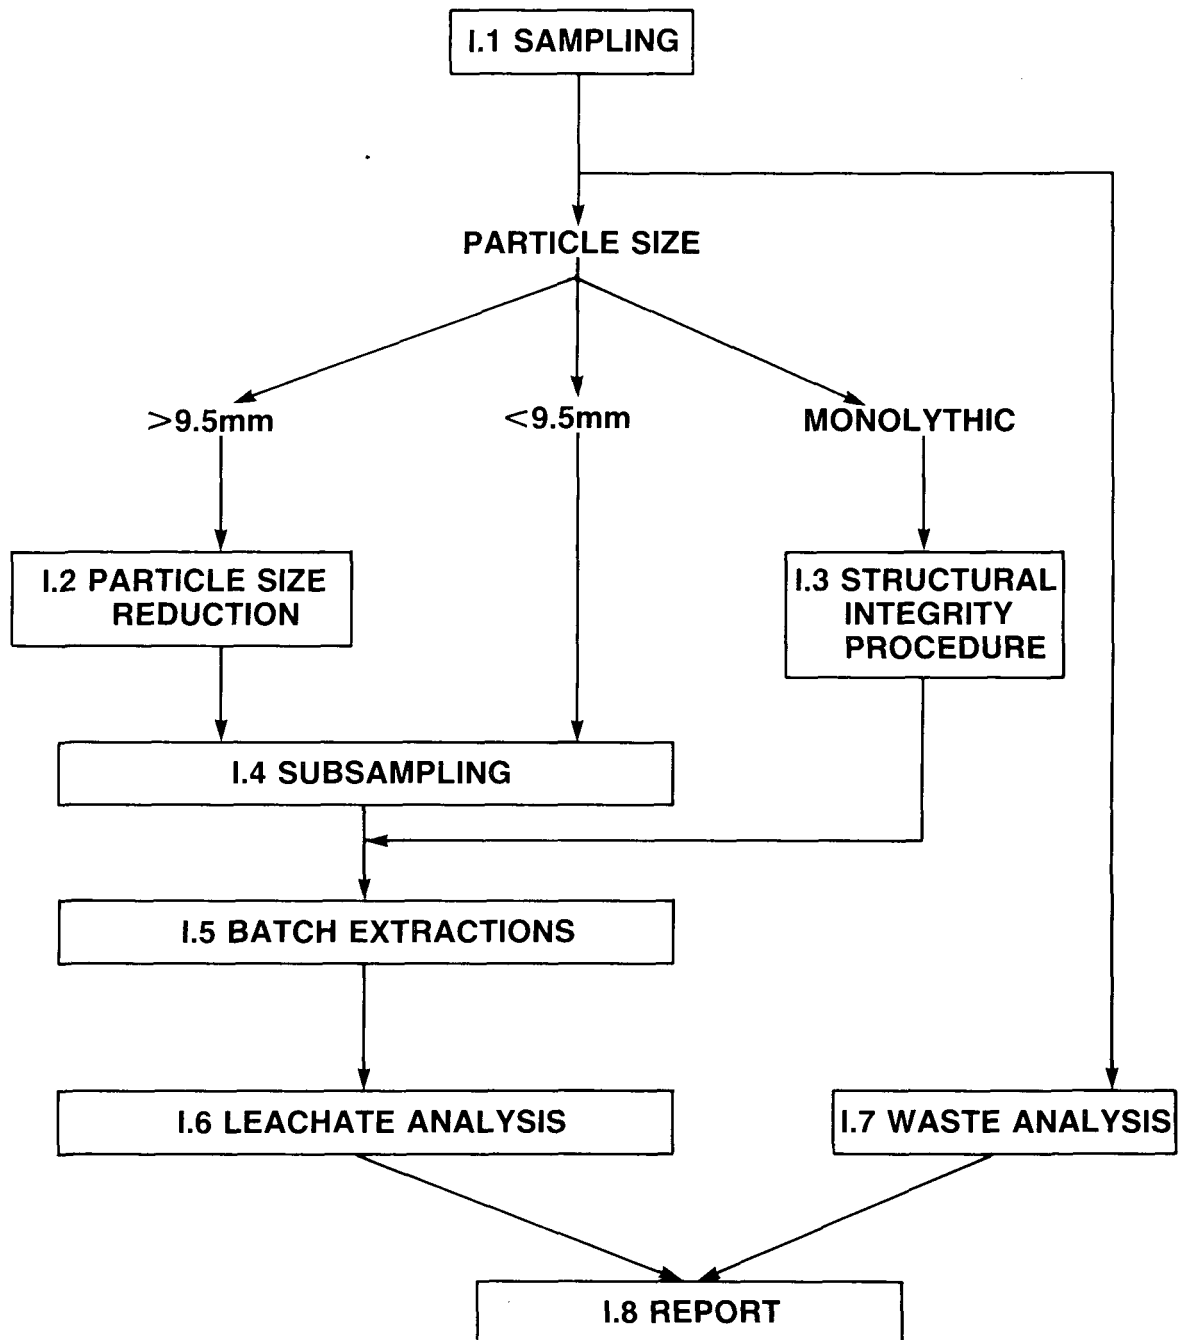 I.1 SAMPLING
PARTICLE SIZE
>9.5mm
<9.5mm
MONOLYTHIC
I.2 PARTICLE SIZE
REDUCTION
I.3 STRUCTURAL
INTEGRITY
PROCEDURE
I.4 SUBSAMPLING
I.5 BATCH EXTRACTIONS
I.6 LEACHATE ANALYSIS
I.7 WASTE ANALYSIS
I.8 REPORT